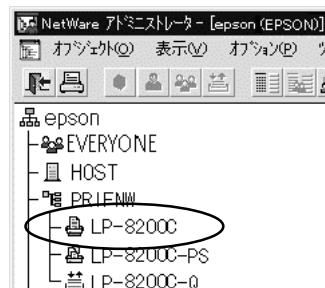 NetWare ｱﾄﾞﾐﾆｽﾄﾚｰﾀ - [epson (EPSON)]
ｵﾌﾞｼﾞｪｸﾄ(O) 表示(V) ｵﾌﾟｼｮﾝ(P)
epson
EVERYONE
HOST
PRIENW
LP-8200C
LP-8200C-PS
LP-8200C-Q